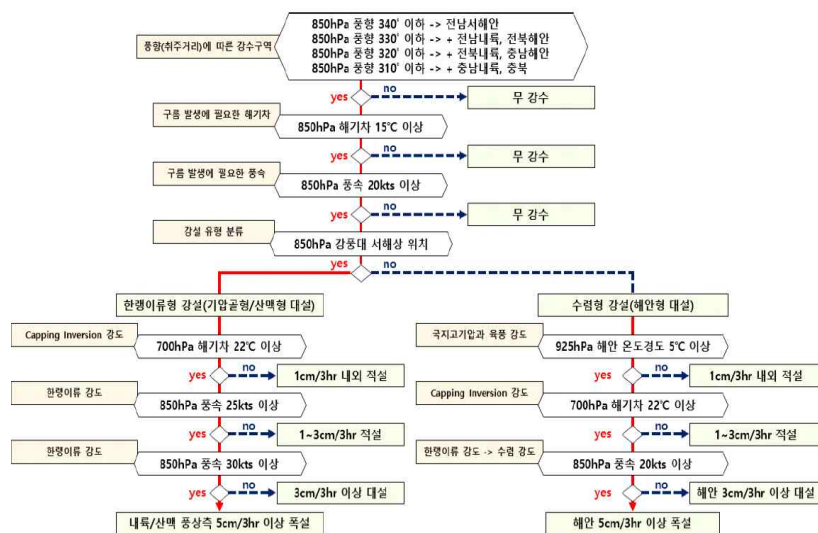 850hPa 풍향 340˚ 이하 -> 전남서해안
풍향(취주거리)에 따른 강수구역
850hPa 풍향 330˚ 이하 -> + 전남내륙, 전북해안
850hPa 풍향 320˚ 이하 -> + 전북내륙, 충남해안
850hPa 풍향 310˚ 이하 -> + 충남내륙, 충북
yes no
무 강수
구름 발생에 필요한 해기차
850hPa 해기차 15℃ 이상
yes no
무 강수
구름 발생에 필요한 풍속
850hPa 풍속 20kts 이상
yes no
무 강수
강설 유형 분류
850hPa 강풍대 서해상 위치
yes no
한랭이류형 강설(기압골형/산맥형 대설)
수렴형 강설(해안형 대설)
Capping Inversion 강도
700hPa 해기차 22℃ 이상
국지고기압과 육풍 강도
925hPa 해안 온도경도 5℃ 이상
yes no
1cm/3hr 내외 적설
yes no
1cm/3hr 내외 적설
한랭이류 강도
850hPa 풍속 25kts 이상
Capping Inversion 강도
700hPa 해기차 22℃ 이상
yes no
1~3cm/3hr 적설
yes no
1~3cm/3hr 적설
한랭이류 강도
850hPa 풍속 30kts 이상
한랭이류 강도 -> 수렴 강도
850hPa 풍속 20kts 이상
yes no
3cm/3hr 이상 대설
yes no
해안 3cm/3hr 이상 대설
내륙/산맥 풍상측 5cm/3hr 이상 폭설
해안 5cm/3hr 이상 폭설